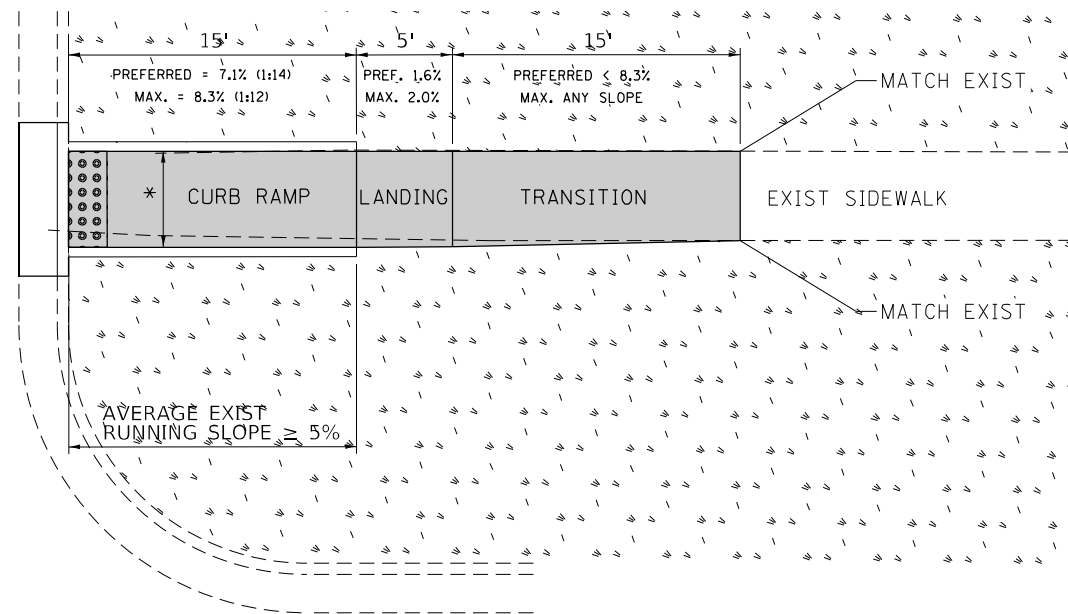 15' 5' 15'
PREFERRED = 7.1% (1:14) PREF. 1.6% PREFERRED < 8.3%
MAX. = 8.3% (1:12) MAX. 2.0% MAX. ANY SLOPE
MATCH EXIST
* CURB RAMP LANDING TRANSITION EXIST SIDEWALK
MATCH EXIST
AVERAGE EXIST
RUNNING SLOPE ≥ 5%